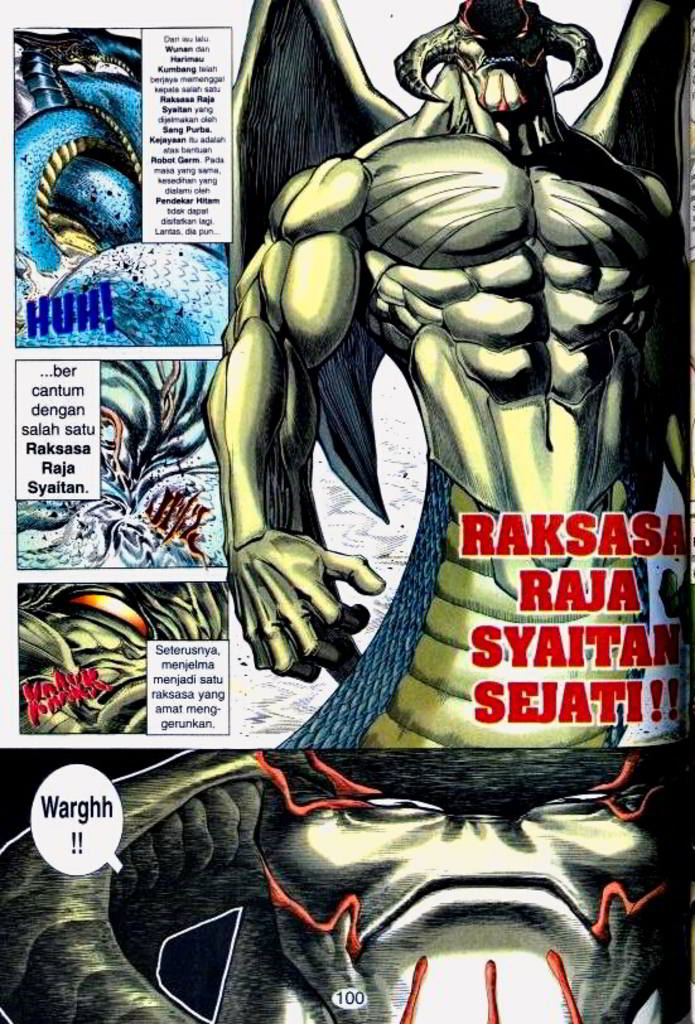 Dari isu lalu.
Wunan dan
Harimau
Kumbang telah
berjaya memenggal
kepala salah satu
Raksasa Raja
Syaitan yang
dijelmakan oleh
Sang Purba.
Kejayaan itu adalah
atas bantuan
Robot Germ. Pada
masa yang sama,
kesedihan yang
dialami oleh
Pendekar Hitam
tidak dapat
disifatkan lagi.
Lantas, dia pun...
HUH!
...ber
cantum
dengan
salah satu
Raksasa
Raja
Syaitan.
Seterusnya,
menjelma
menjadi satu
raksasa yang
amat meng-
gerunkan.
RAKSASA
RAJA
SYAITAN
SEJATI!!
Warghh
!!
100